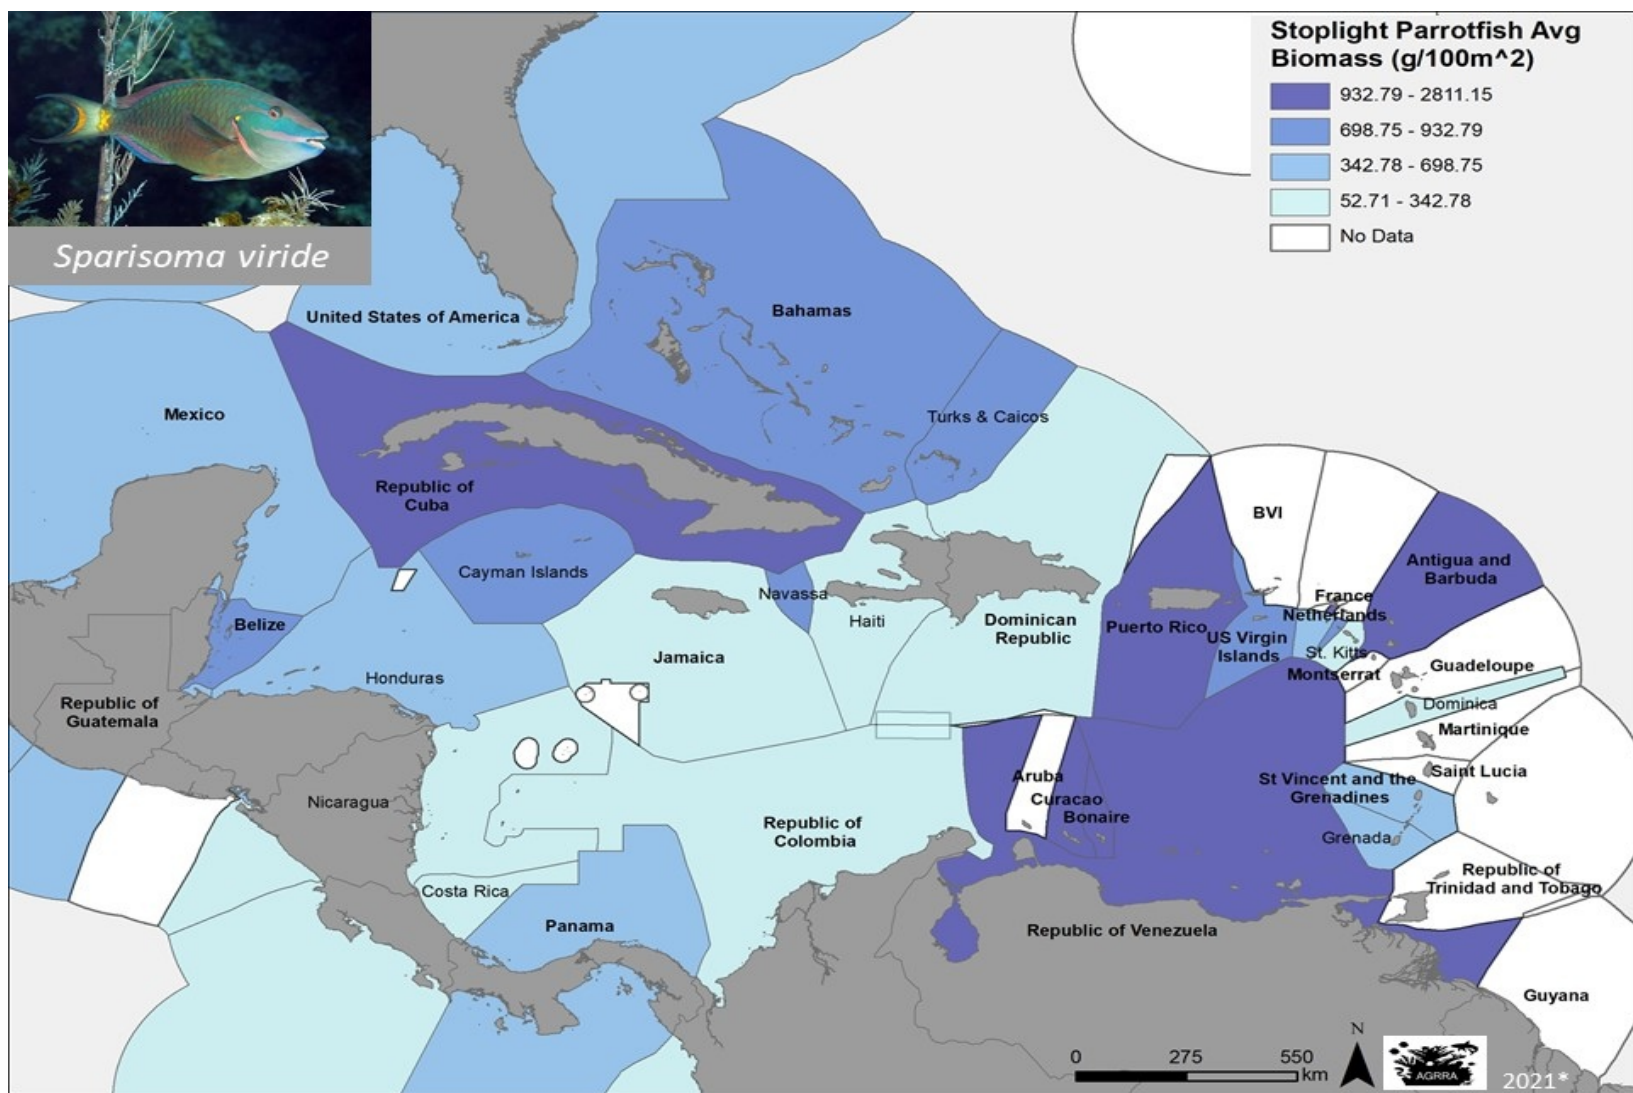 Sparisoma viride
Stoplight Parrotfish Avg
Biomass (g/100m^2)
932.79 - 2811.15
698.75 - 932.79
342.78 - 698.75
52.71 - 342.78
No Data
United States of America
Bahamas
Mexico
Turks & Caicos
Republic of
Cuba
BVI
Antigua and
Barbuda
Cayman Islands
Navassa
France
Netherlands
Haiti
Dominican
Republic
Puerto Rico
US Virgin
Islands
St. Kitts
Belize
Jamaica
Montserrat
Guadeloupe
Honduras
Dominica
Republic of
Guatemala
Martinique
Aruba
Saint Lucia
St Vincent and the
Grenadines
Nicaragua
Curacao
Bonaire
Republic of
Colombia
Grenada
Costa Rica
Republic of
Trinidad and Tobago
Panama
Republic of Venezuela
Guyana
N
0 275 550
km
AGRRA
2021*